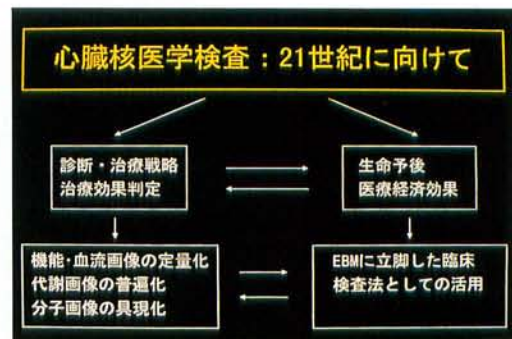 心臓核医学検査：21世紀に向けて
診断・治療戦略
治療効果判定
生命予後
医療経済効果
機能・血流画像の定量化
代謝画像の普遍化
分子画像の具現化
EBMに立脚した臨床
検査法としての活用